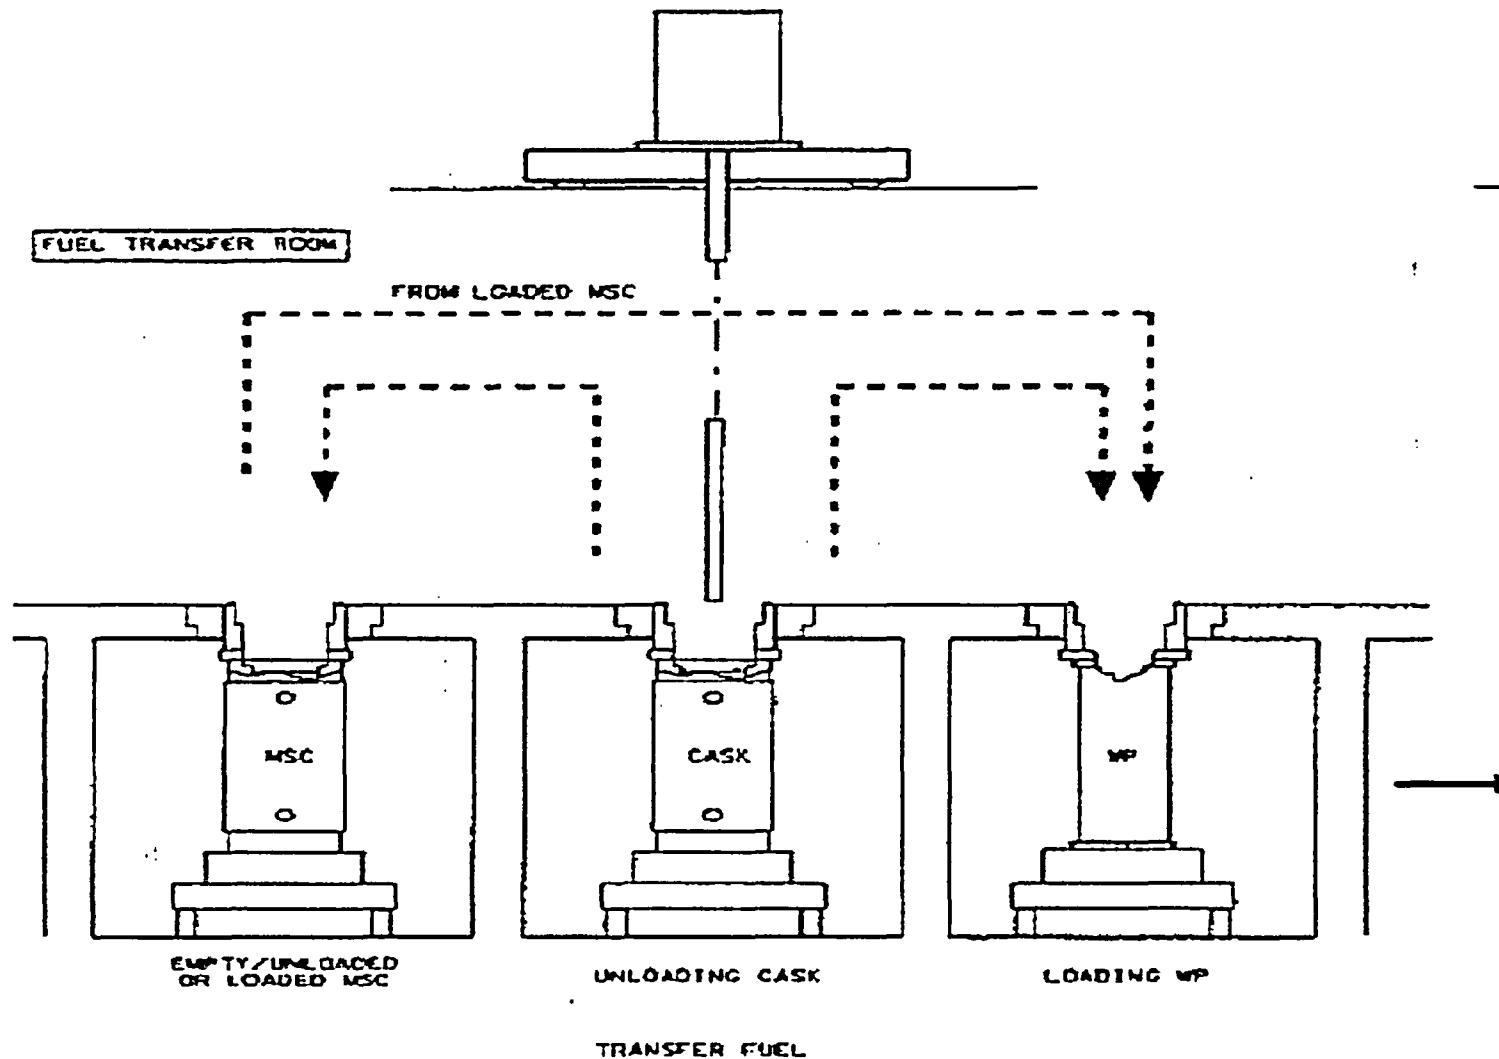 FUEL TRANSFER ROOM
FROM LOADED MSC
MSC
CASK
WP
EMPTY/UNLOADED
OR LOADED MSC
UNLOADING CASK
LOADING WP
TRANSFER FUEL